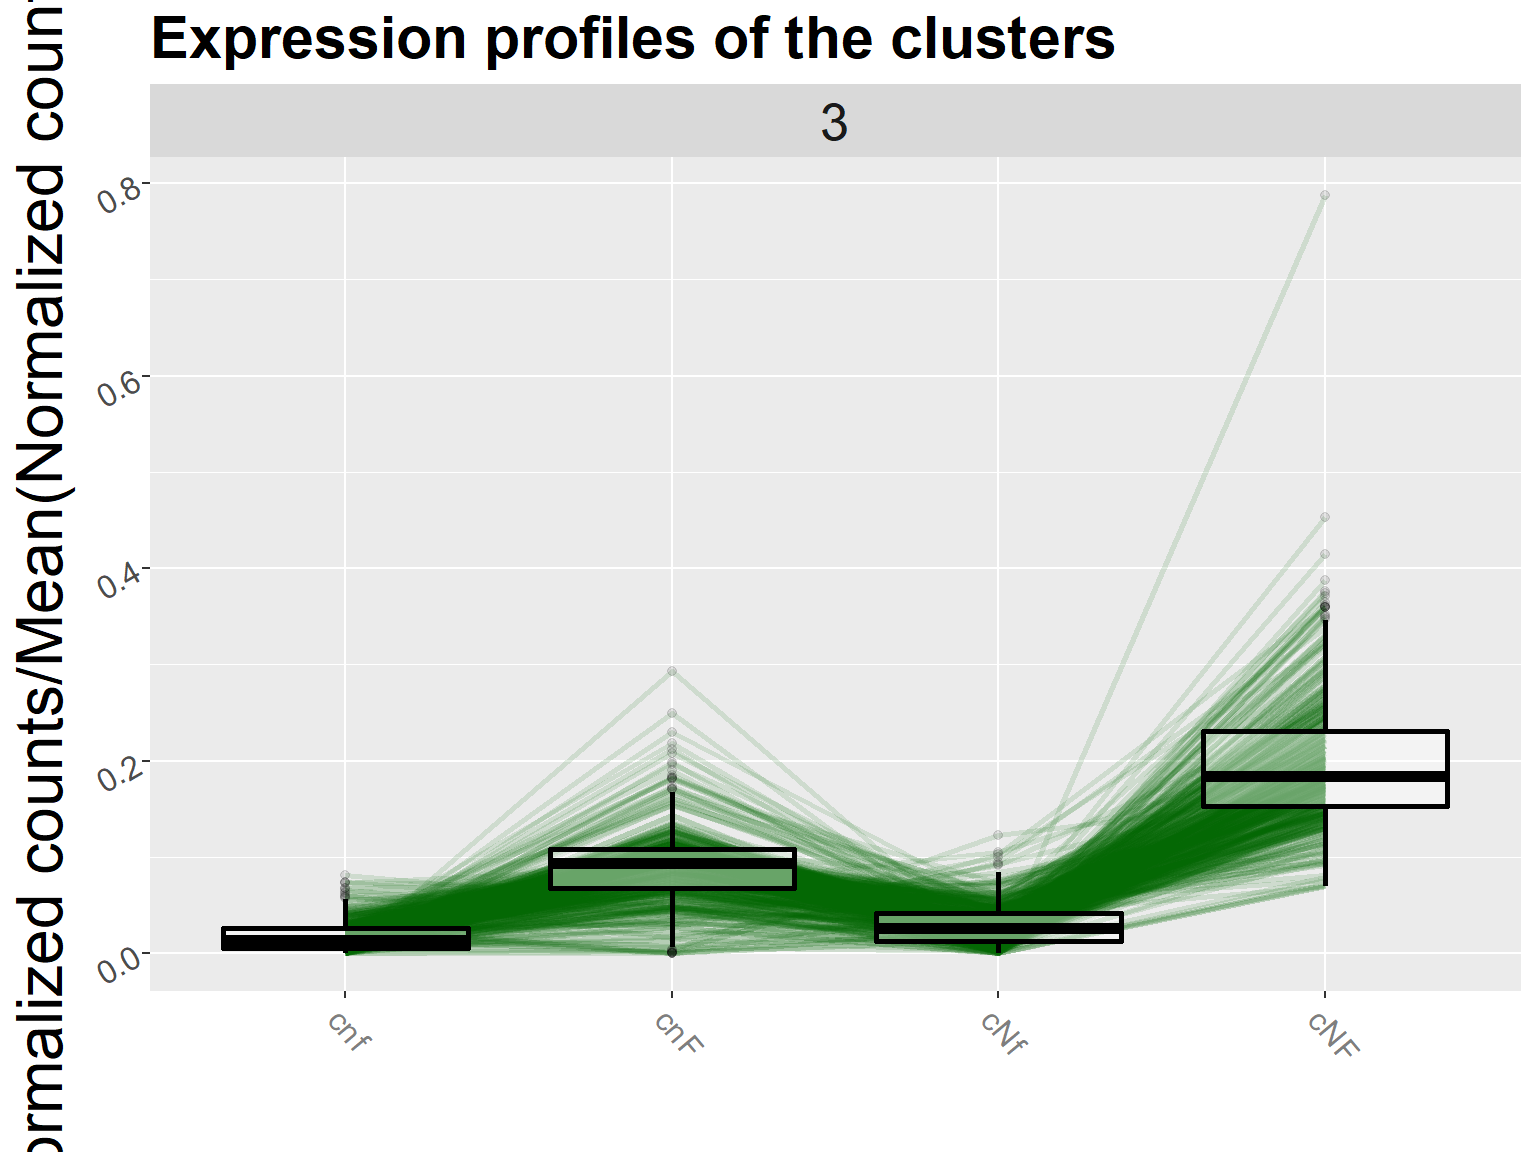 Expression profiles of the clusters
3
ormalized counts/Mean(Normalized coun
0.8
0.6
0.4
0.2
0.0
cnf
cnF
cNf
cNF